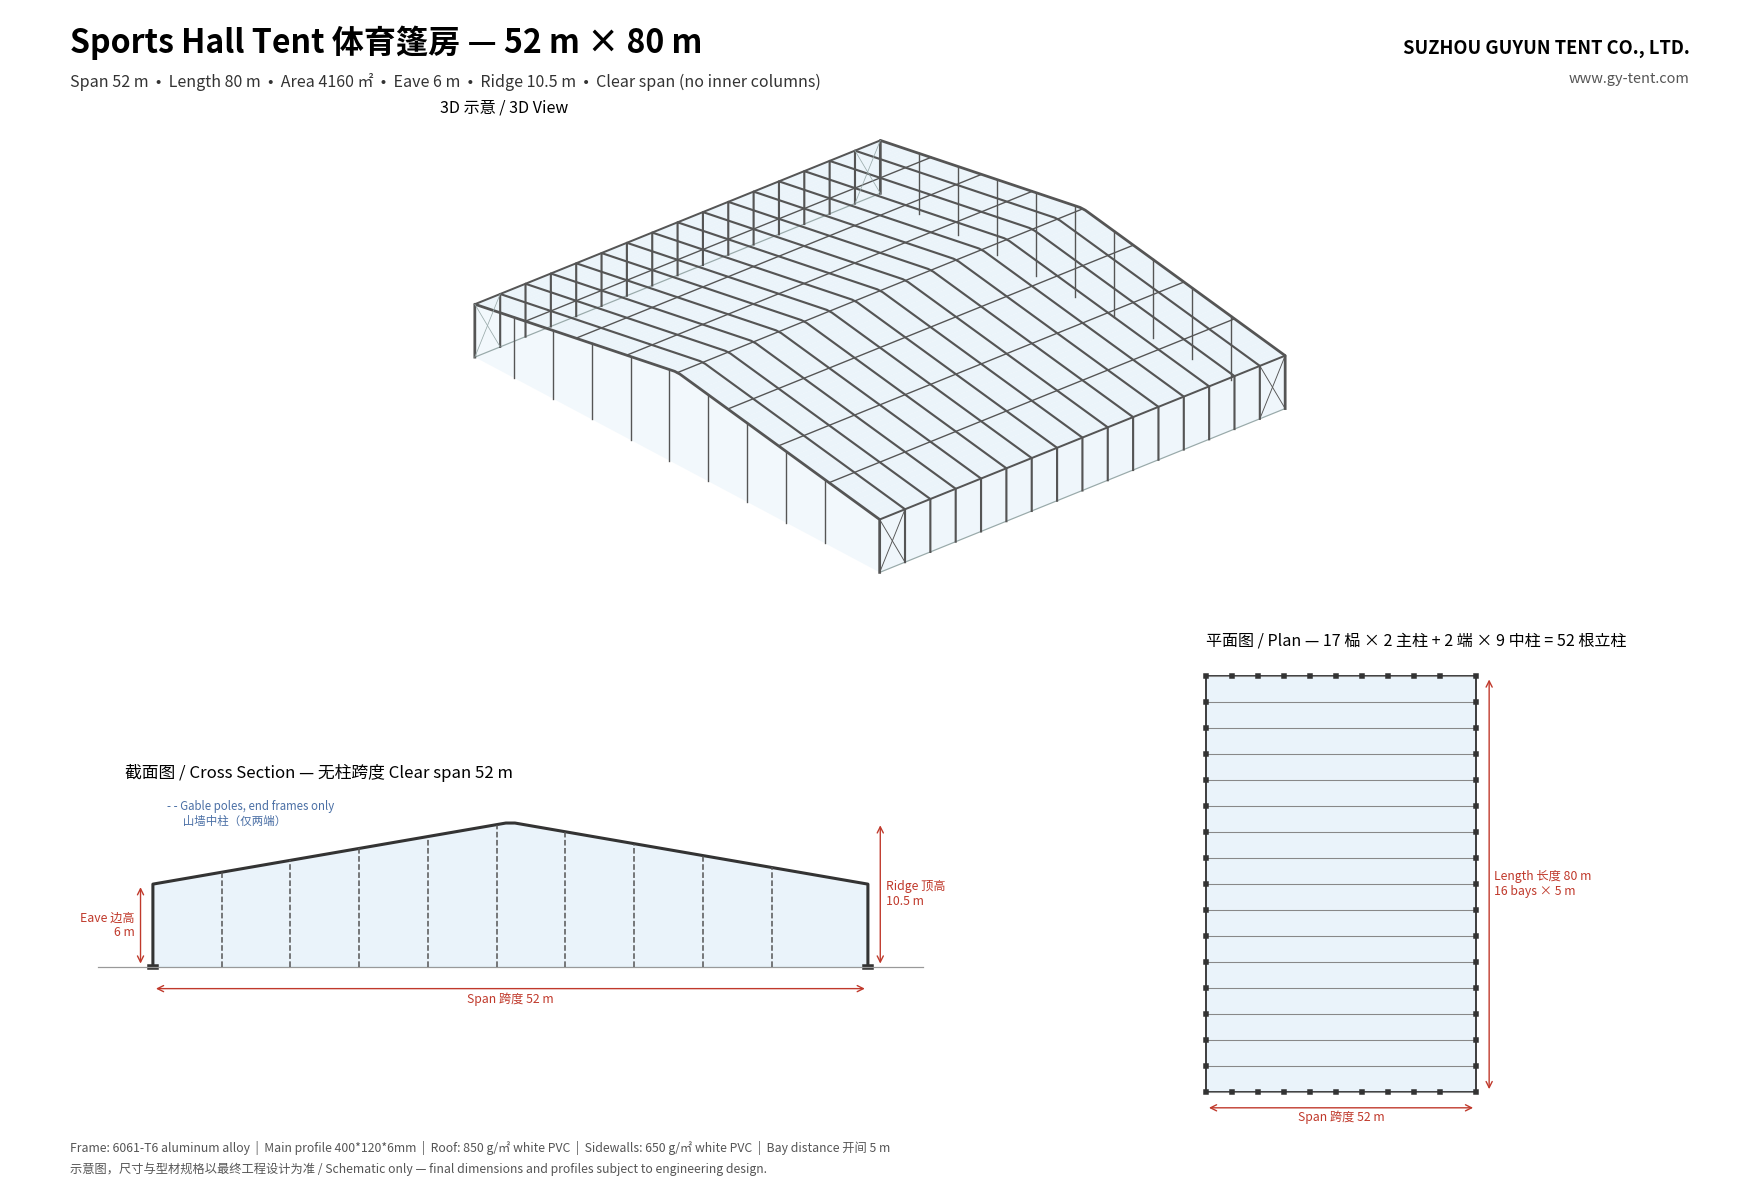 Sports Hall Tent 体育篷房 — 52 m × 80 m
SUZHOU GUYUN TENT CO., LTD.
Span 52 m • Length 80 m • Area 4160 ㎡ • Eave 6 m • Ridge 10.5 m • Clear span (no inner columns)
www.gy-tent.com
3D 示意 / 3D View
平面图 / Plan — 17 榀 × 2 主柱 + 2 端 × 9 中柱 = 52 根立柱
截面图 / Cross Section — 无柱跨度 Clear span 52 m
- - Gable poles, end frames only
山墙中柱（仅两端）
Eave 边高
6 m
Ridge 顶高
10.5 m
Span 跨度 52 m
Length 长度 80 m
16 bays × 5 m
Span 跨度 52 m
Frame: 6061-T6 aluminum alloy | Main profile 400*120*6mm | Roof: 850 g/㎡ white PVC | Sidewalls: 650 g/㎡ white PVC | Bay distance 开间 5 m
示意图，尺寸与型材规格以最终工程设计为准 / Schematic only — final dimensions and profiles subject to engineering design.